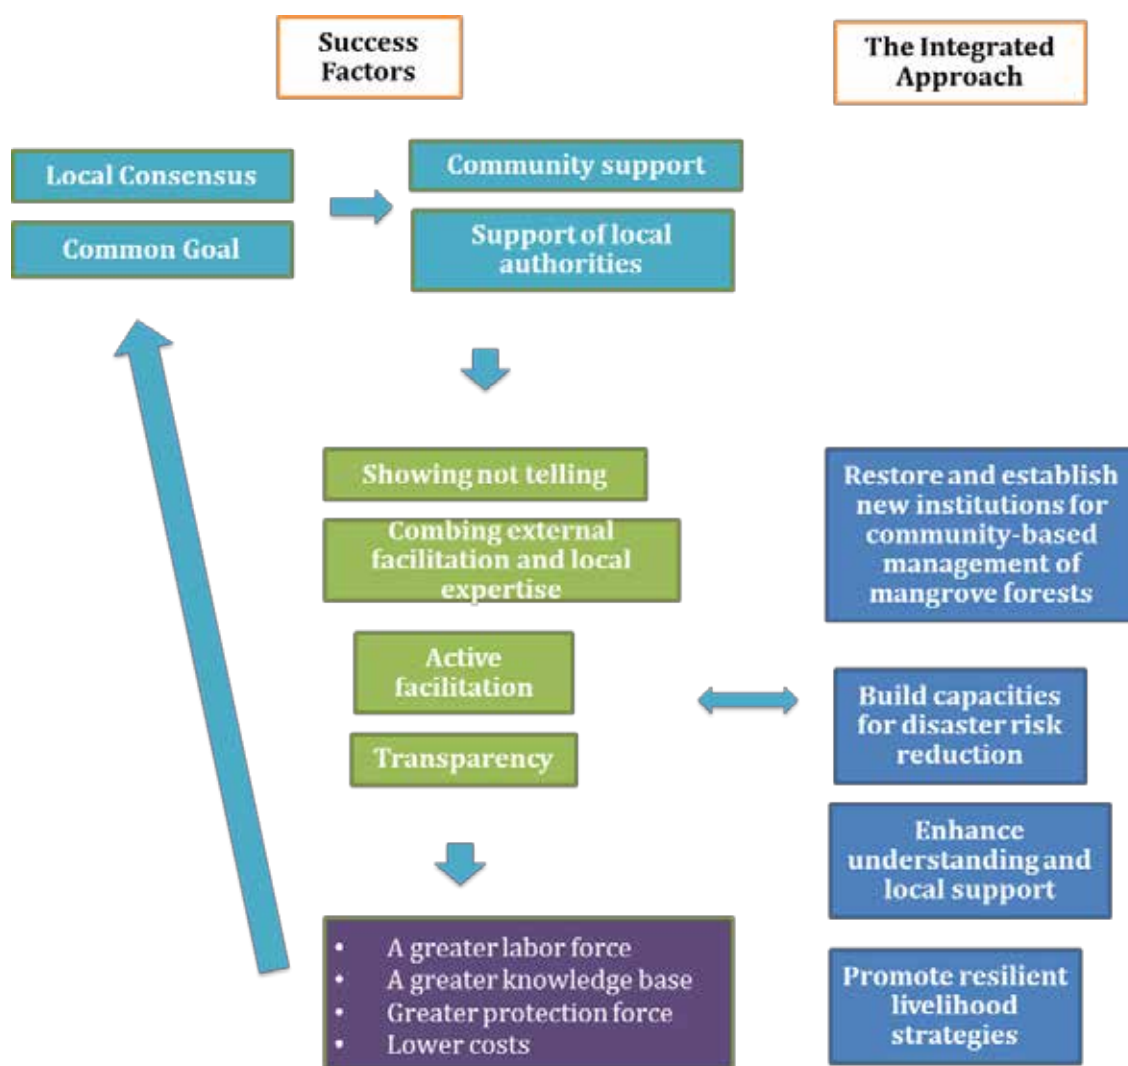 Success
Factors
The Integrated
Approach
Local Consensus
Common Goal
Community support
Support of local
authorities
Showing not telling
Combing external
facilitation and local
expertise
Active
facilitation
Transparency
• A greater labor force
• A greater knowledge base
• Greater protection force
• Lower costs
Restore and establish
new institutions for
community-based
management of
mangrove forests
Build capacities
for disaster risk
reduction
Enhance
understanding and
local support
Promote resilient
livelihood
strategies